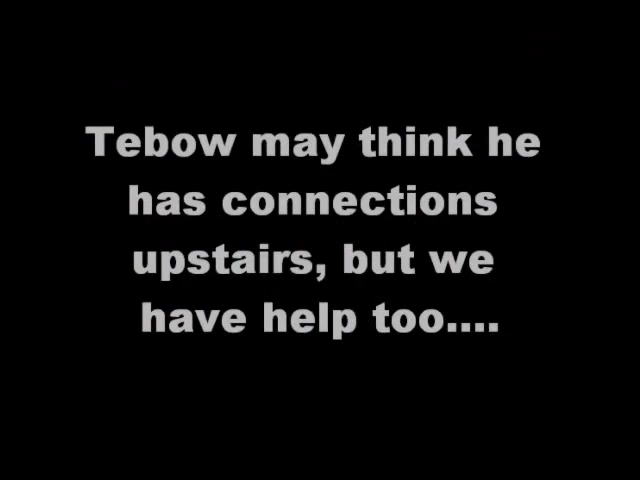 Tebow may think he
has connections
upstairs, but we
have help too....